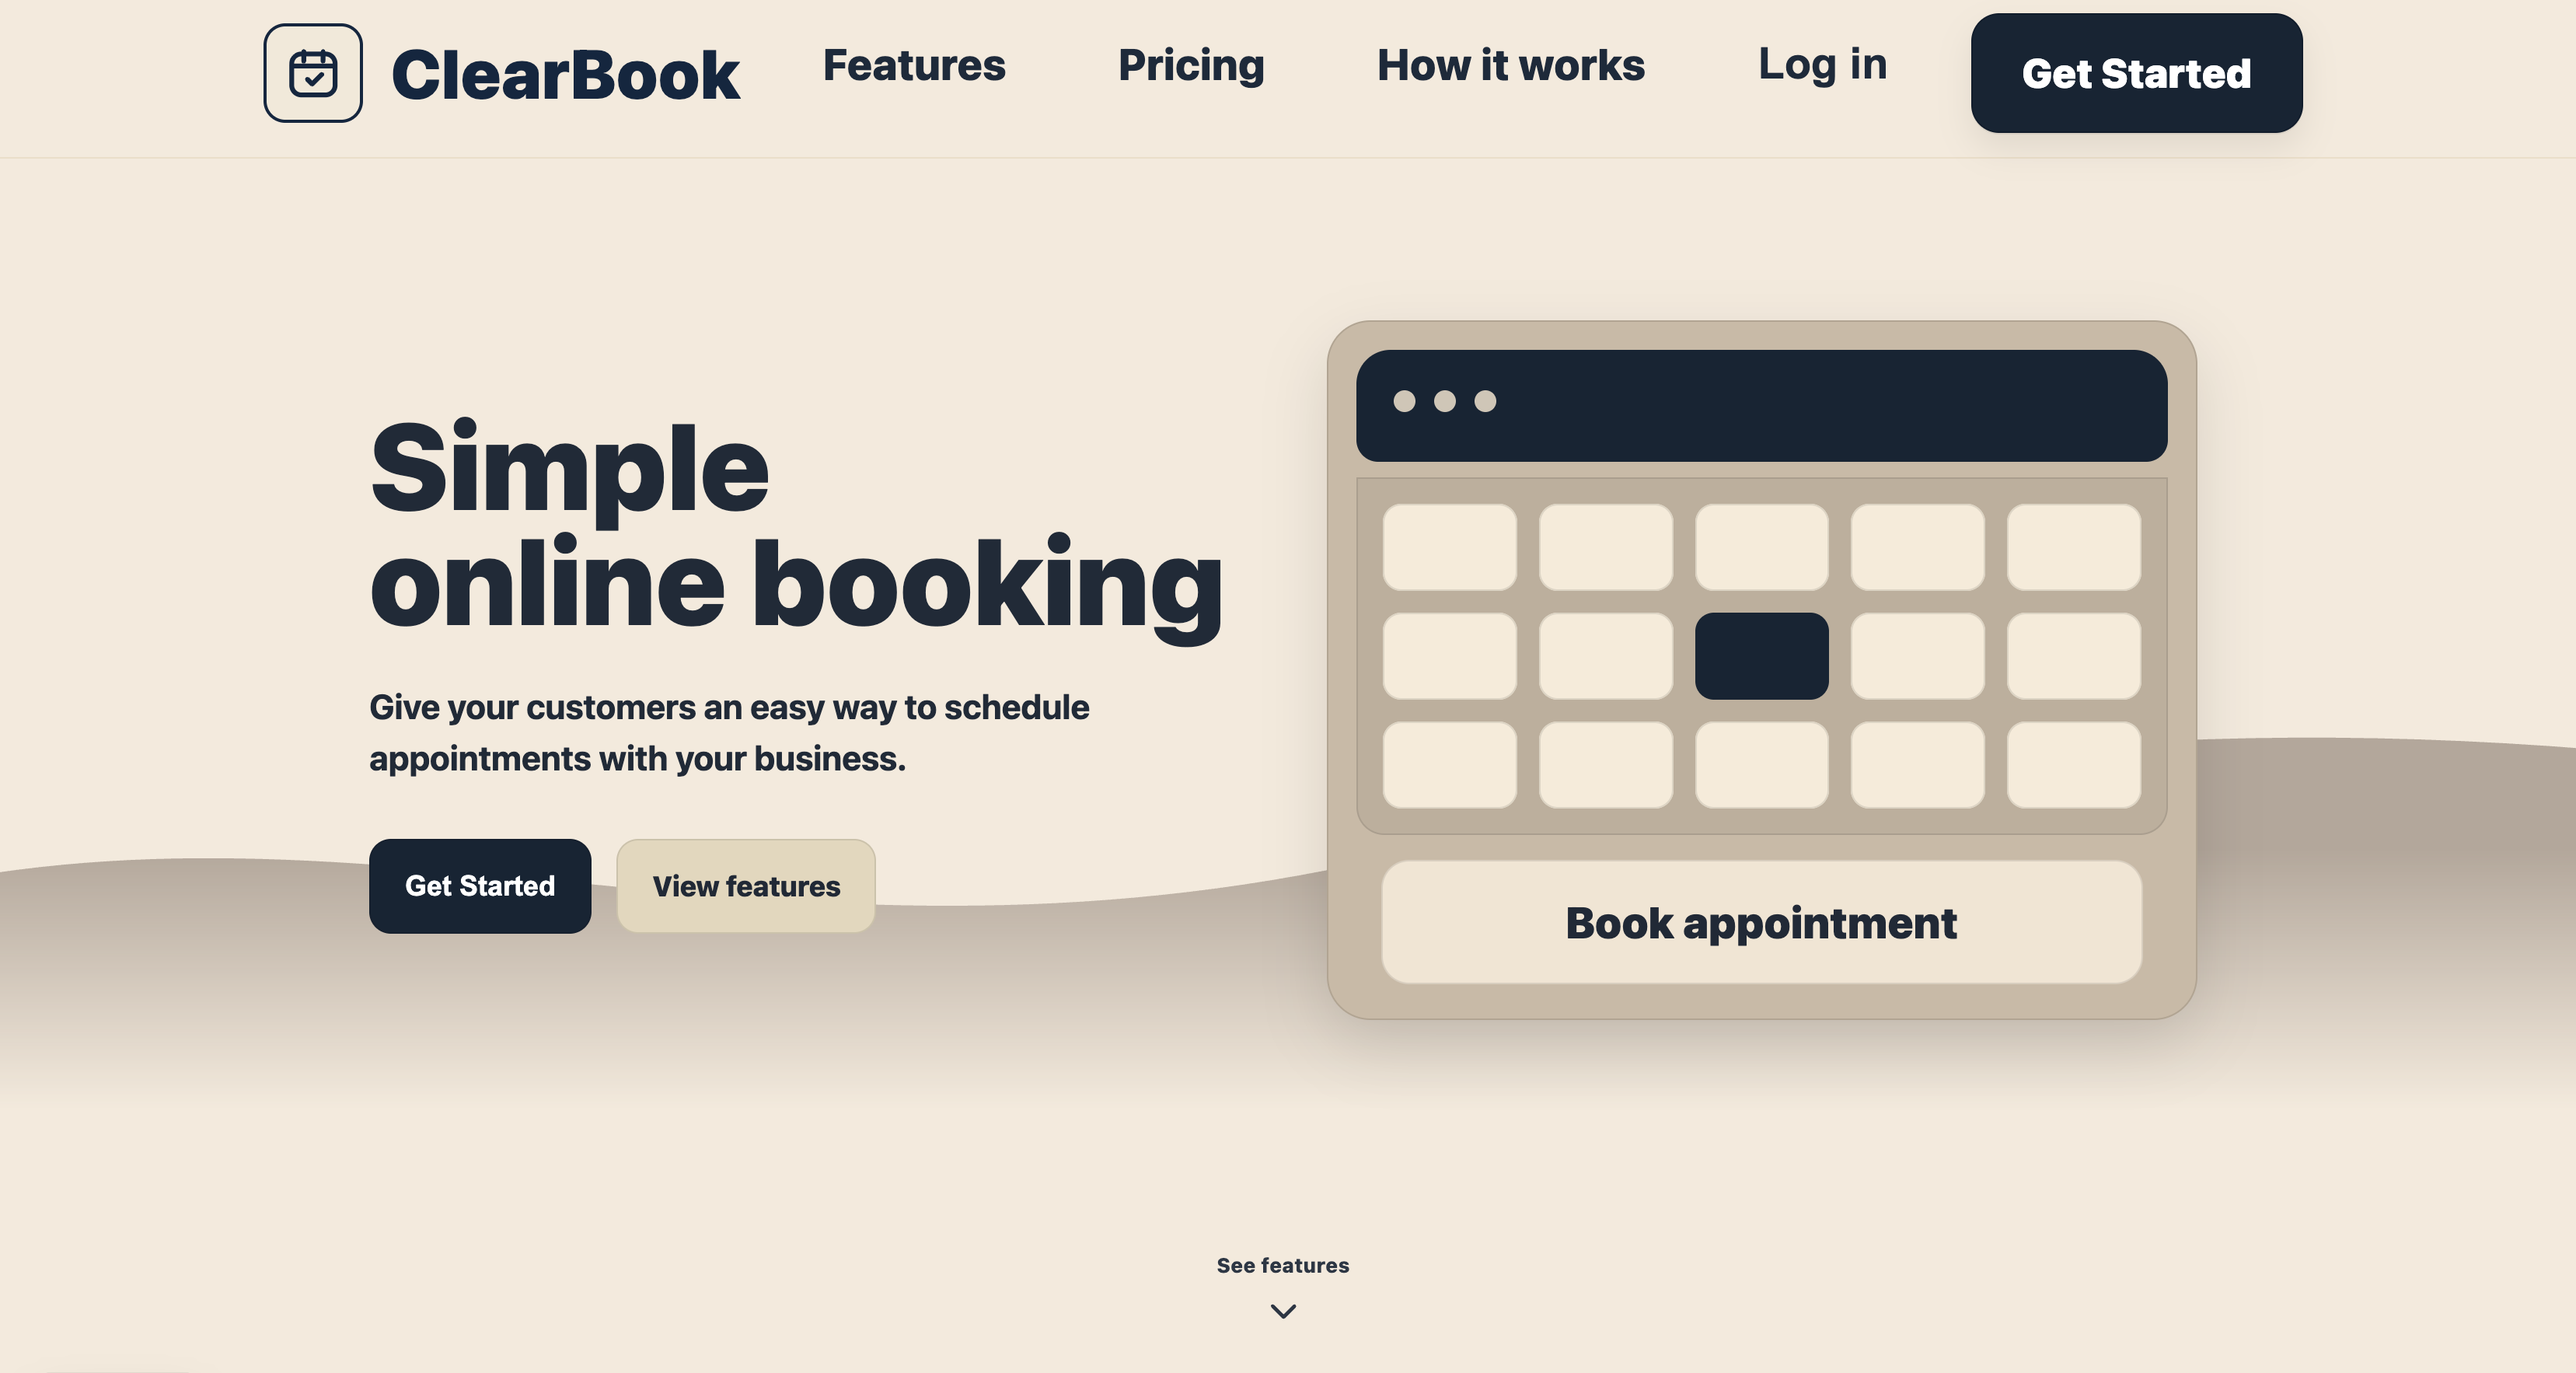 ClearBook
Features
Pricing
How it works
Log in
Get Started
Simple
online booking
Give your customers an easy way to schedule
appointments with your business.
Get Started
View features
Book appointment
See features